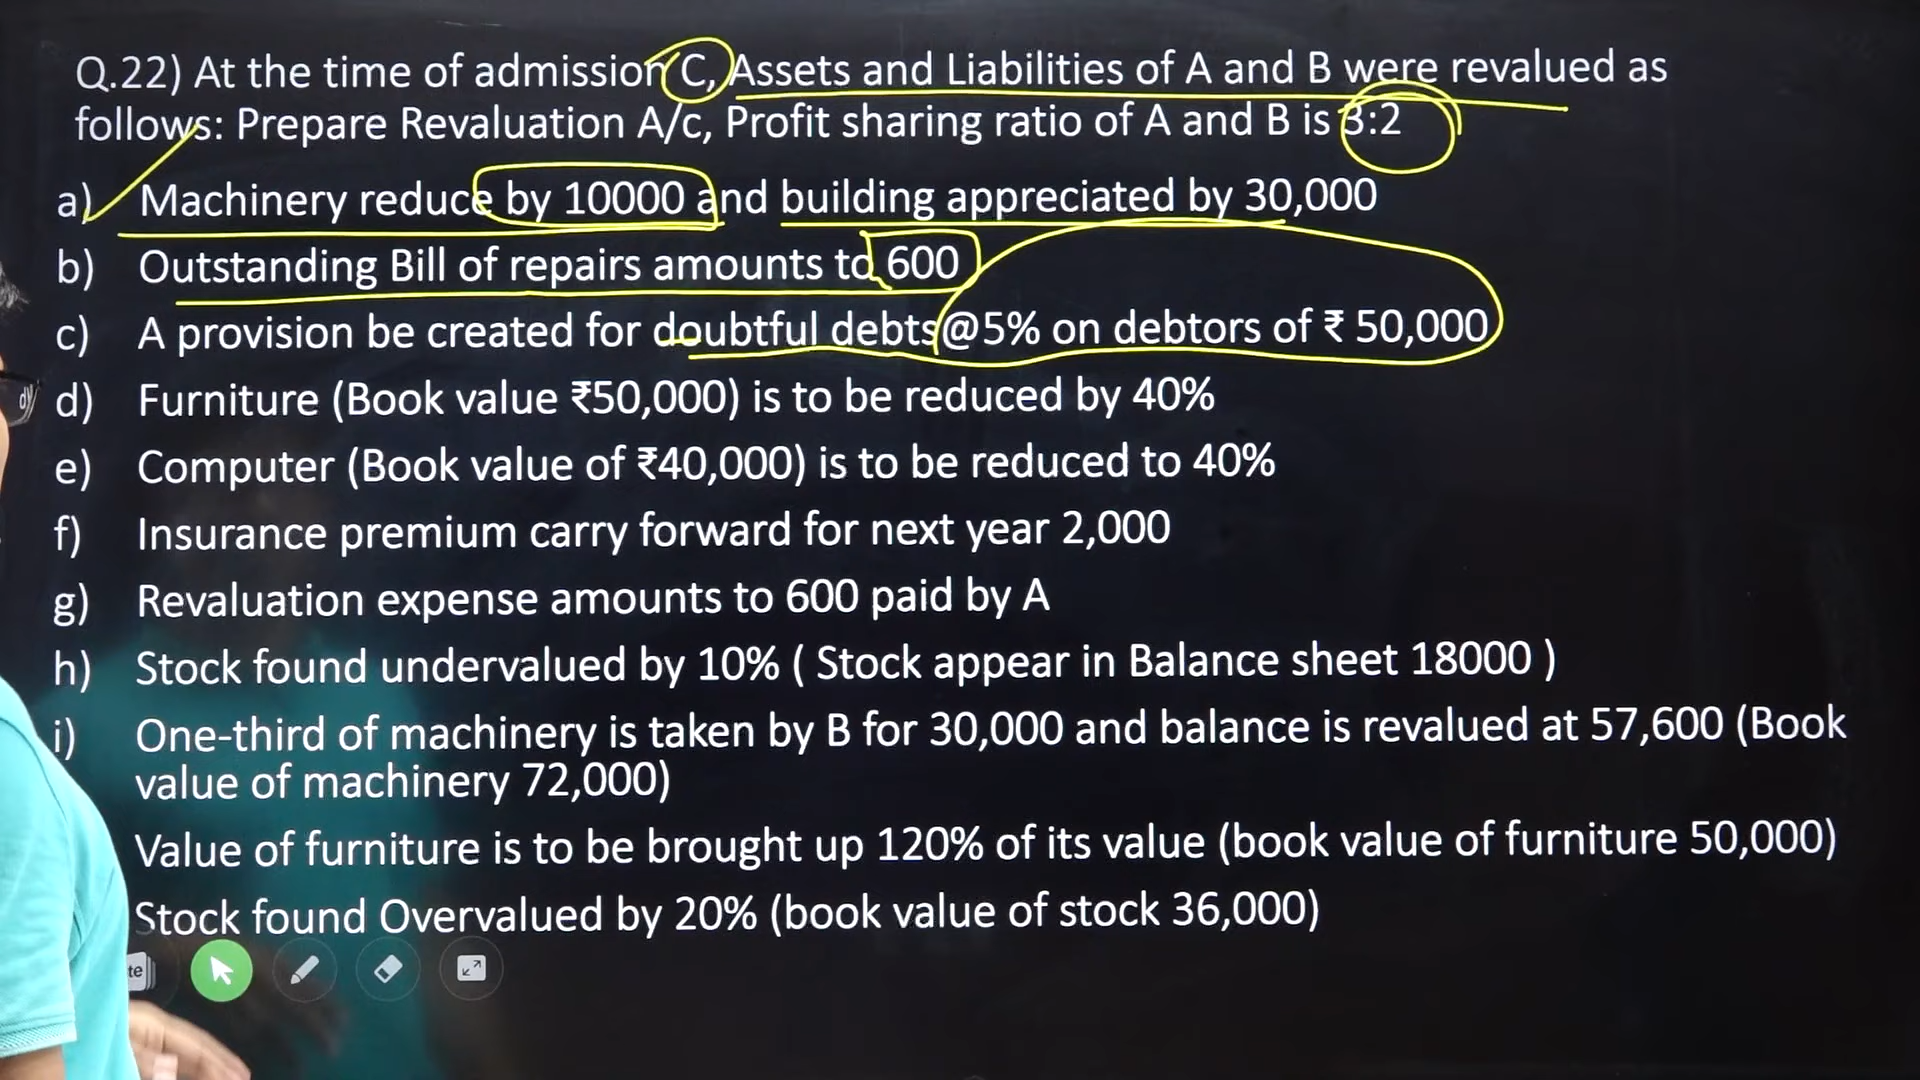 Q.22) At the time of admission C, Assets and Liabilities of A and B were revalued as
follows: Prepare Revaluation A/c, Profit sharing ratio of A and B is 3:2
a) Machinery reduce by 10000 and building appreciated by 30,000
b) Outstanding Bill of repairs amounts to 600
c) A provision be created for doubtful debts @5% on debtors of ₹ 50,000
d) Furniture (Book value ₹50,000) is to be reduced by 40%
e) Computer (Book value of ₹40,000) is to be reduced to 40%
f) Insurance premium carry forward for next year 2,000
g) Revaluation expense amounts to 600 paid by A
h) Stock found undervalued by 10% ( Stock appear in Balance sheet 18000 )
i) One-third of machinery is taken by B for 30,000 and balance is revalued at 57,600 (Book
value of machinery 72,000)
Value of furniture is to be brought up 120% of its value (book value of furniture 50,000)
Stock found Overvalued by 20% (book value of stock 36,000)